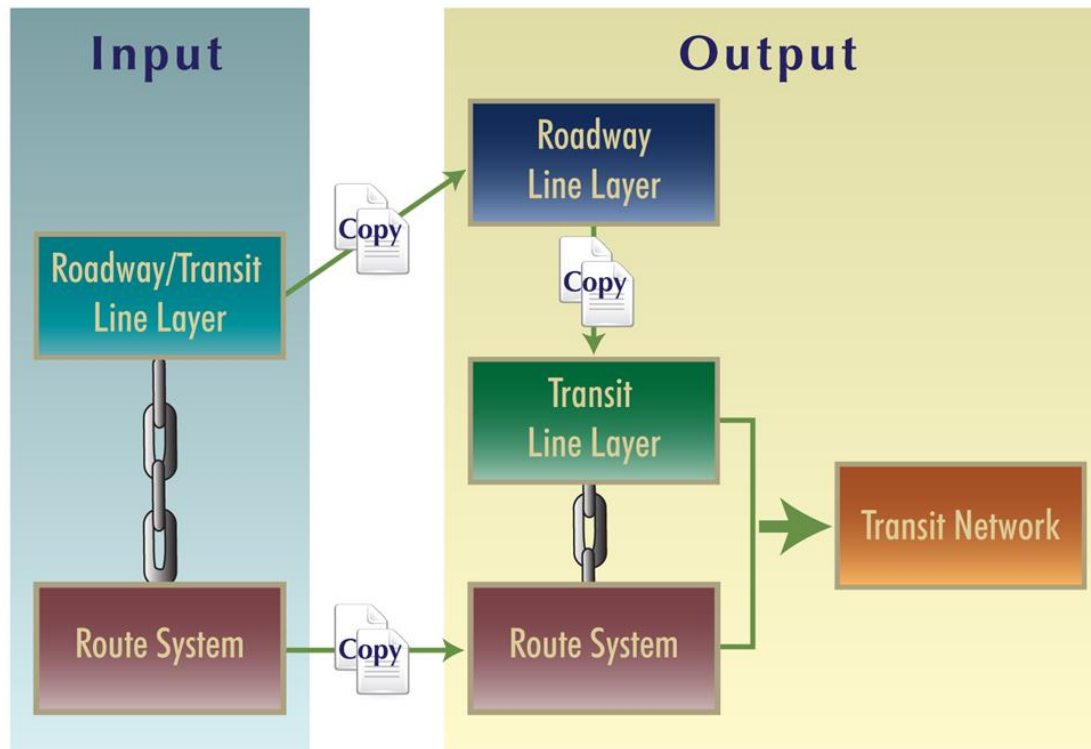 Input
Output
Roadway
Line Layer
Copy
Roadway/Transit
Line Layer
Copy
Transit
Line Layer
Transit Network
Route System
Copy
Route System